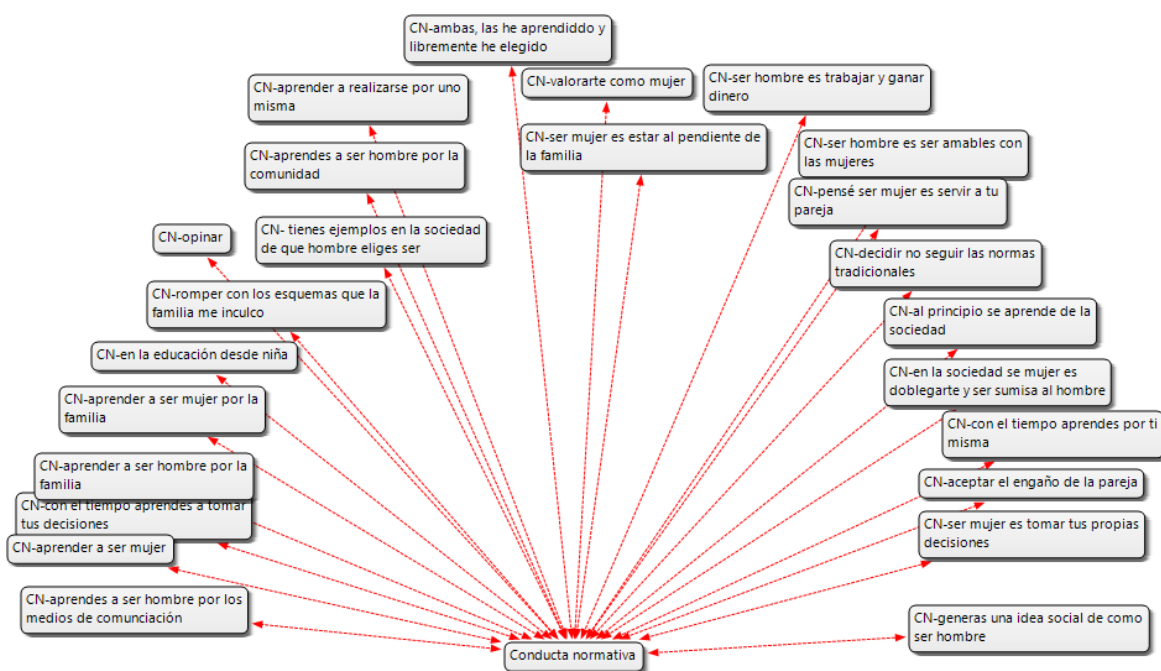 CN-ambas, las he aprendiddo y
libremente he elegido
CN-valorarte como mujer
CN-ser hombre es trabajar y ganar
dinero
CN-aprender a realizarse por uno
misma
CN-ser mujer es estar al pendiente de
la familia
CN-ser hombre es ser amables con
las mujeres
CN-aprendes a ser hombre por la
comunidad
CN-pensé ser mujer es servir a tu
pareja
CN- tienes ejemplos en la sociedad
de que hombre eliges ser
CN-opinar
CN-decidir no seguir las normas
tradicionales
CN-romper con los esquemas que la
familia me inculco
CN-al principio se aprende de la
sociedad
CN-en la educación desde niña
CN-en la sociedad se mujer es
doblegarte y ser sumisa al hombre
CN-aprender a ser mujer por la
familia
CN-con el tiempo aprendes por ti
misma
CN-aprender a ser hombre por la
familia
CN-aceptar el engaño de la pareja
CN-con el tiempo aprendes a tomar
tus decisiones
CN-ser mujer es tomar tus propias
decisiones
CN-aprender a ser mujer
CN-aprendes a ser hombre por los
medios de comunciación
CN-generas una idea social de como
ser hombre
Conducta normativa